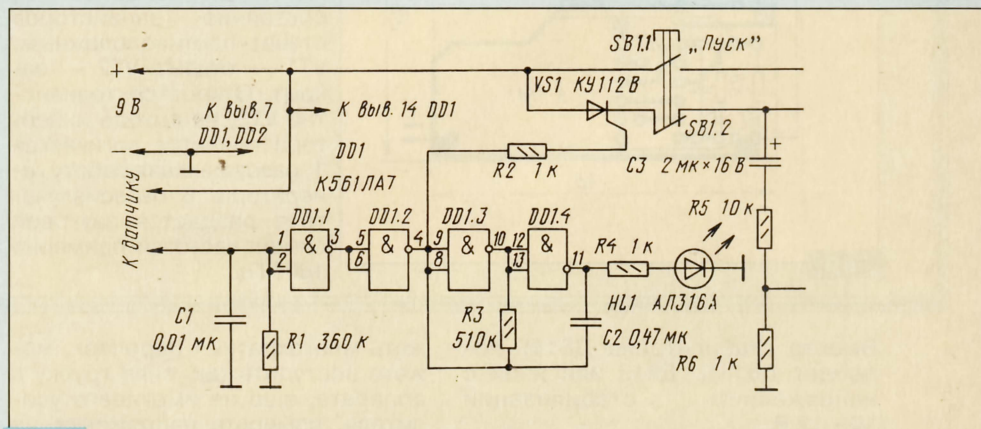 SB1.1 „Пуск"
+
VS1 КУ112В
9 В
К выв. 7
К выв. 14 DD1
SB1.2
DD1, DD2
–
DD1
К561ЛА7
R2 1 к
+
C3 2 мк × 16 В
К датчику
DD1.1
DD1.2
DD1.3
DD1.4
R5 10 к
1
2
&
3
5
6
&
4
9
8
&
10
12
13
&
11
R4 1 к
HL1 АЛ316А
C1
0,01 мк
R1 360 к
R3
510 к
C2 0,47 мк
R6 1 к